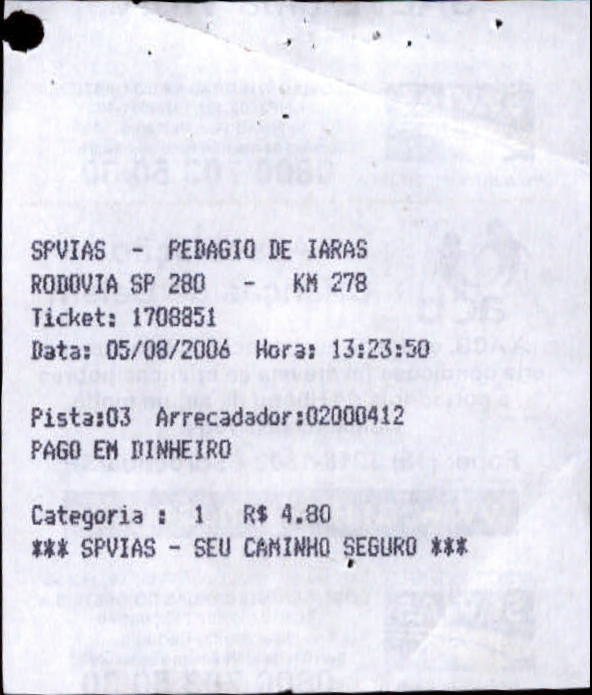 SPVIAS - PEDAGIO DE IARAS
RODOVIA SP 280 - KM 278
Ticket: 1708851
Data: 05/08/2006 Hora: 13:23:50
Pista:03 Arrecadador:02000412
PAGO EM DINHEIRO
Categoria : 1 R$ 4.80
*** SPVIAS - SEU CAMINHO SEGURO ***